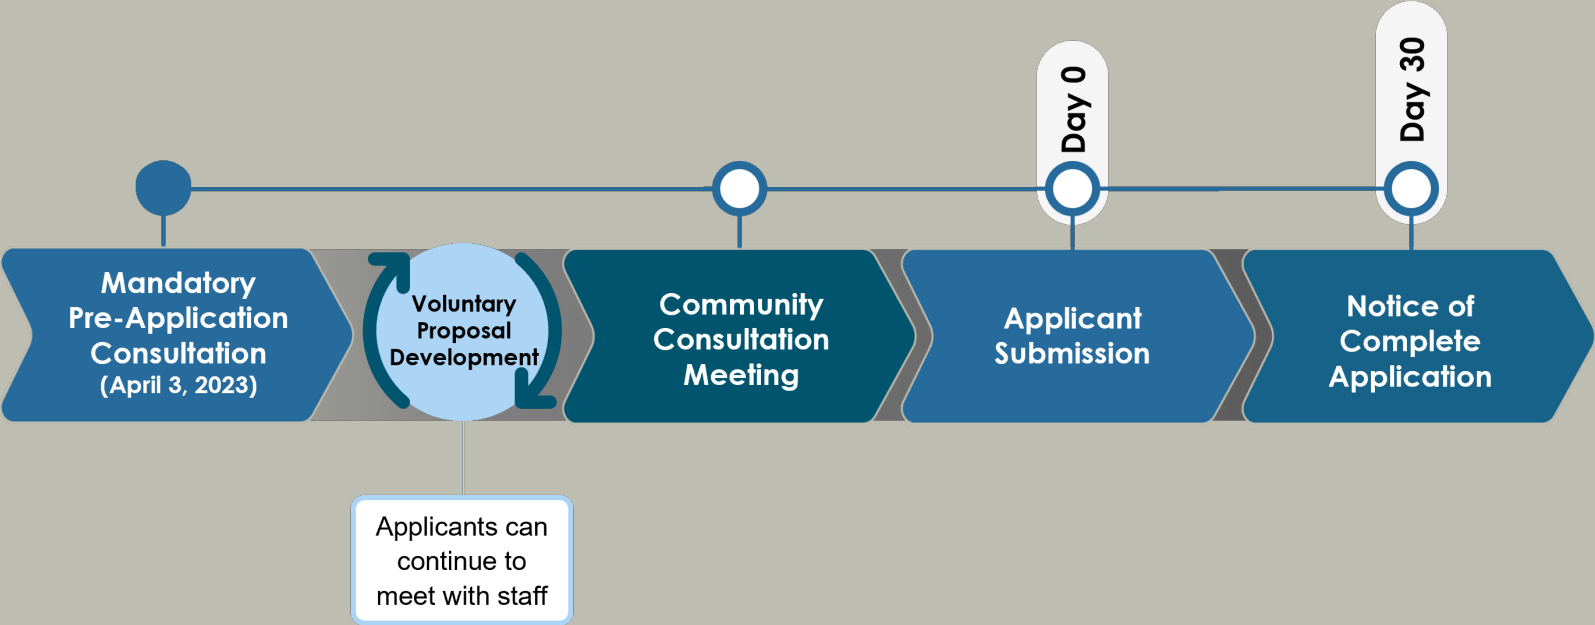 Day 0
Day 30
Mandatory
Pre-Application
Consultation
(April 3, 2023)
Voluntary
Proposal
Development
Community
Consultation
Meeting
Applicant
Submission
Notice of
Complete
Application
Applicants can
continue to
meet with staff